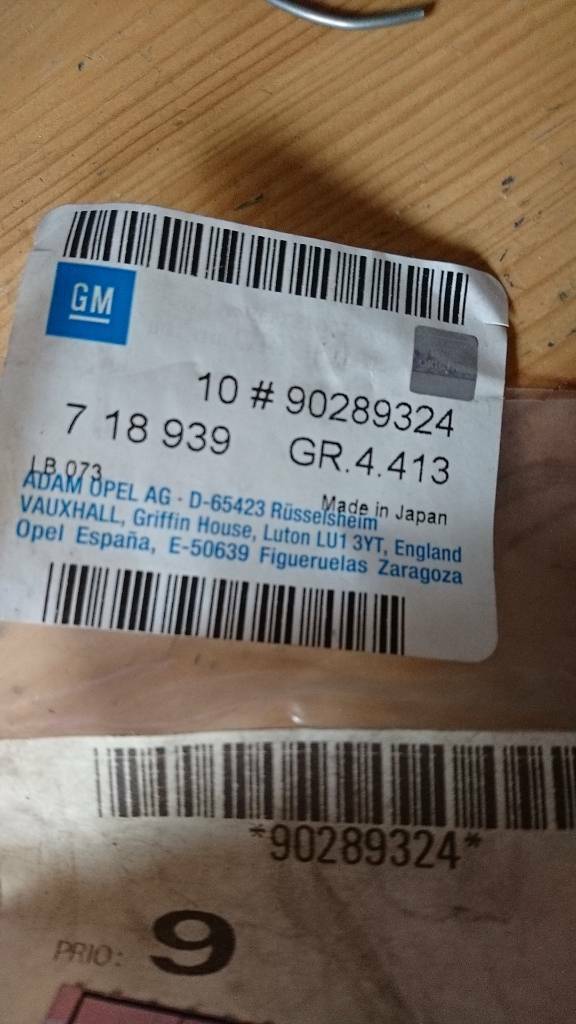 GM
10 # 90289324
7 18 939 GR.4.413
LB 073
Made in Japan
ADAM OPEL AG · D-65423 Rüsselsheim
VAUXHALL, Griffin House, Luton LU1 3YT, England
Opel España, E-50639 Figueruelas Zaragoza
*90289324*
PRIO: 9